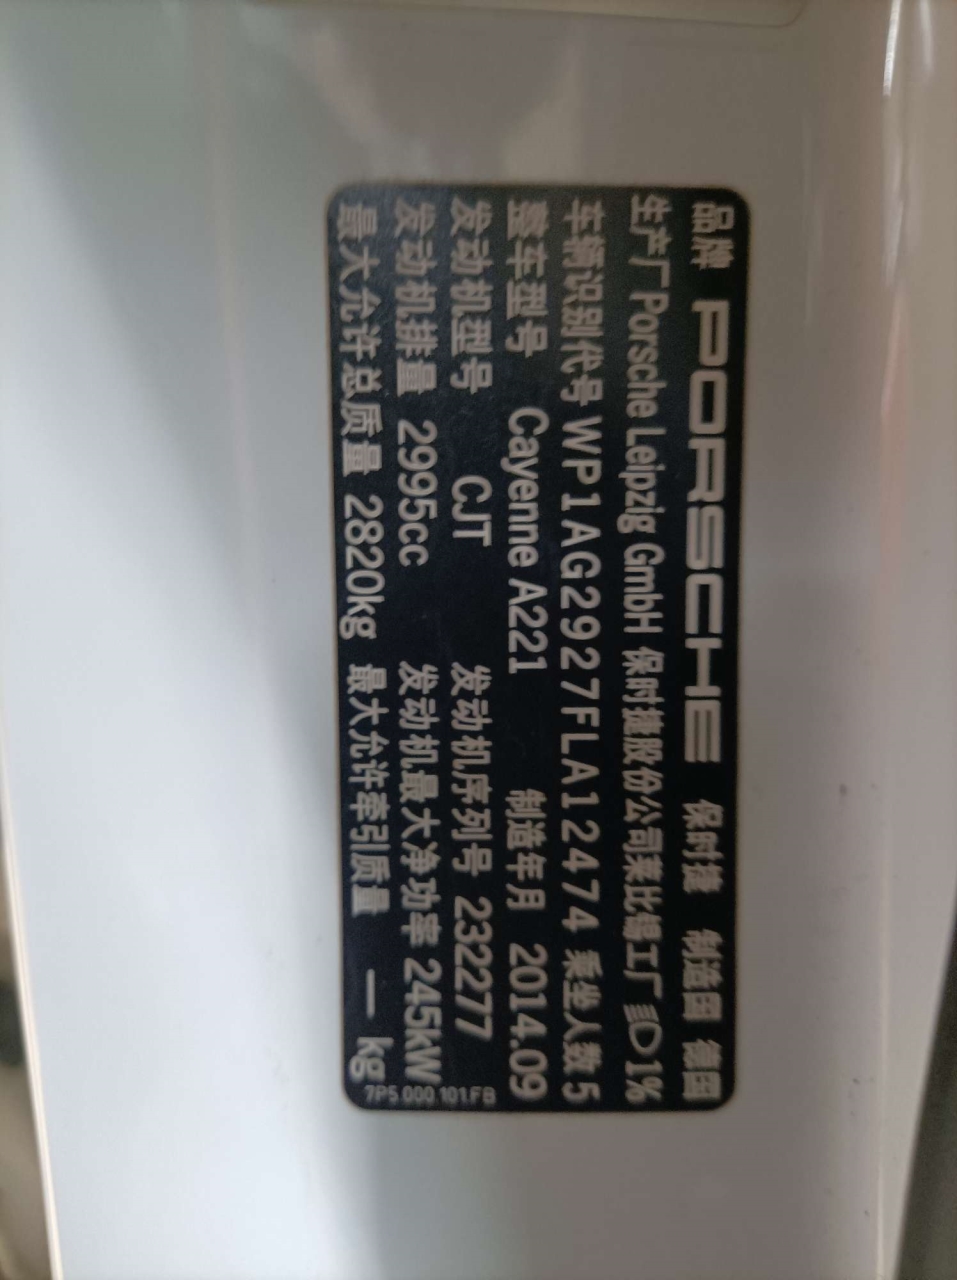 品牌 PORSCHE 保时捷 制造国 德国
生产厂 Porsche Leipzig GmbH 保时捷股份公司莱比锡工厂 1%
车辆识别代号 WP1AG2927FLA12474 乘坐人数 5
整车型号 Cayenne A221 制造年月 2014.09
发动机型号 CJT 发动机序列号 232277
发动机排量 2995cc 发动机最大净功率 245kW
最大允许总质量 2820kg 最大允许牵引质量 — kg
7P5.000.101.FB